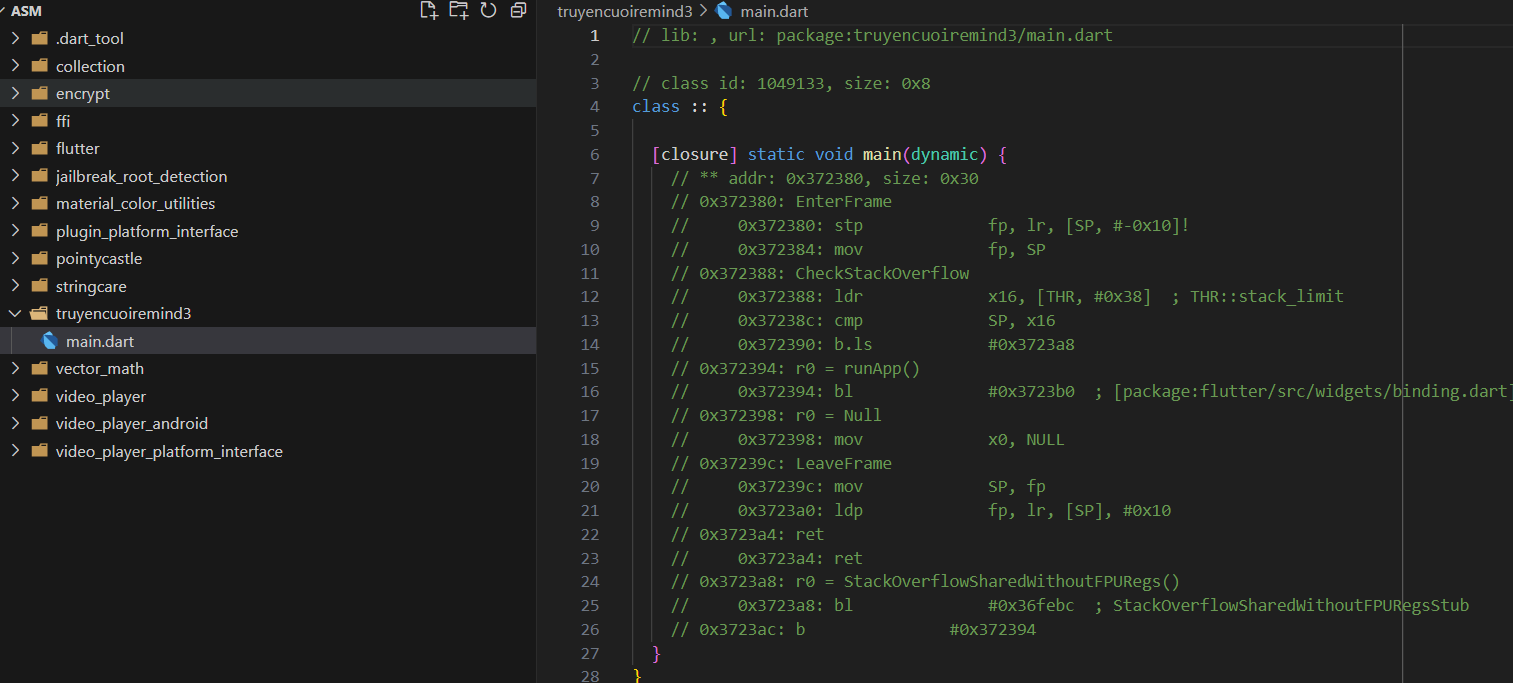 ASM
.dart_tool
collection
encrypt
ffi
flutter
jailbreak_root_detection
material_color_utilities
plugin_platform_interface
pointycastle
stringcare
truyencuoiremind3
main.dart
vector_math
video_player
video_player_android
video_player_platform_interface
truyencuoiremind3 > main.dart
1 // lib: , url: package:truyencuoiremind3/main.dart
2
3 // class id: 1049133, size: 0x8
4 class :: {
5
6 [closure] static void main(dynamic) {
7 // ** addr: 0x372380, size: 0x30
8 // 0x372380: EnterFrame
9 //     0x372380: stp             fp, lr, [SP, #-0x10]!
10 //     0x372384: mov             fp, SP
11 // 0x372388: CheckStackOverflow
12 //     0x372388: ldr             x16, [THR, #0x38]  ; THR::stack_limit
13 //     0x37238c: cmp             SP, x16
14 //     0x372390: b.ls            #0x3723a8
15 // 0x372394: r0 = runApp()
16 //     0x372394: bl              #0x3723b0  ; [package:flutter/src/widgets/binding.dart]
17 // 0x372398: r0 = Null
18 //     0x372398: mov             x0, NULL
19 // 0x37239c: LeaveFrame
20 //     0x37239c: mov             SP, fp
21 //     0x3723a0: ldp             fp, lr, [SP], #0x10
22 // 0x3723a4: ret
23 //     0x3723a4: ret
24 // 0x3723a8: r0 = StackOverflowSharedWithoutFPURegs()
25 //     0x3723a8: bl              #0x36febc  ; StackOverflowSharedWithoutFPURegsStub
26 // 0x3723ac: b               #0x372394
27 }
28 }